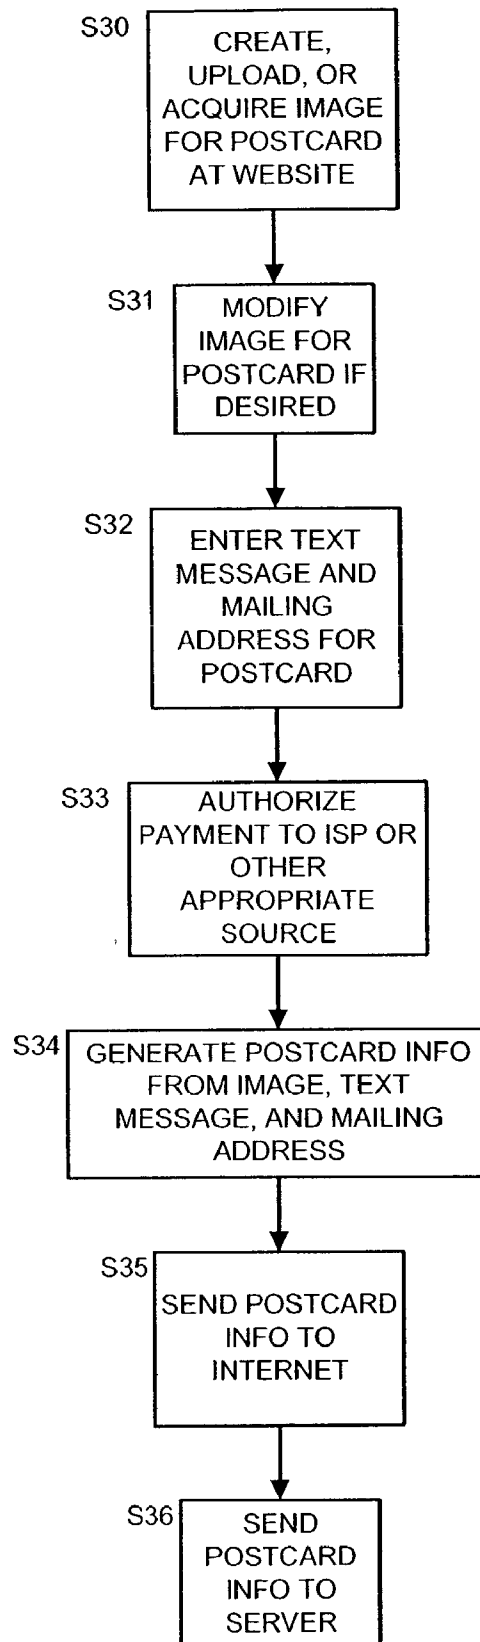 S30
CREATE,
UPLOAD, OR
ACQUIRE IMAGE
FOR POSTCARD
AT WEBSITE
S31
MODIFY
IMAGE FOR
POSTCARD IF
DESIRED
S32
ENTER TEXT
MESSAGE AND
MAILING
ADDRESS FOR
POSTCARD
S33
AUTHORIZE
PAYMENT TO ISP OR
OTHER
APPROPRIATE
SOURCE
S34
GENERATE POSTCARD INFO
FROM IMAGE, TEXT
MESSAGE, AND MAILING
ADDRESS
S35
SEND POSTCARD
INFO TO
INTERNET
S36
SEND
POSTCARD
INFO TO
SERVER